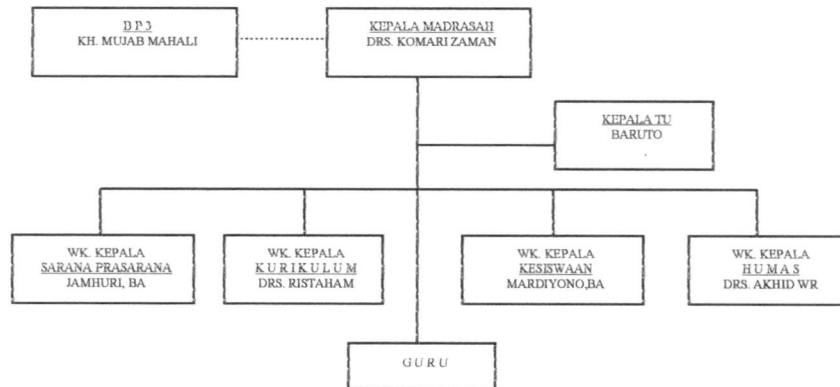 B P 3
KH. MUJAB MAHALI
KEPALA MADRASAH
DRS. KOMARI ZAMAN
KEPALA TU
BARUTO
WK. KEPALA
SARANA PRASARANA
JAMHURI, BA
WK. KEPALA
K U R I K U L U M
DRS. RISTAHAM
WK. KEPALA
KESISWAAN
MARDIYONO,BA
WK. KEPALA
H U M A S
DRS. AKHID WR
G U R U